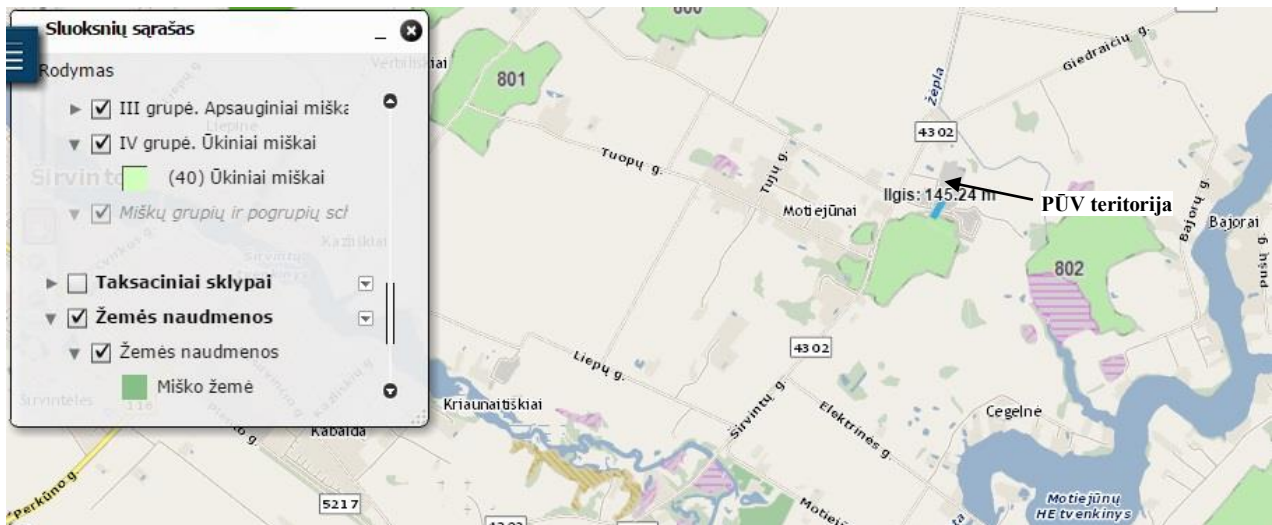 Sluoksnių sąrašas
Rodymas
III grupė. Apsauginiai miška
IV grupė. Ūkiniai miškai
(40) Ūkiniai miškai
Miškų grupių ir pogrupių sch
Taksaciniai sklypai
Žemės naudmenos
Žemės naudmenos
Miško žemė
801
802
Giedraičių g.
Žepla
4302
Tuopų g.
Tujų g.
Ilgis: 145.24 m
PŪV teritorija
Motiejūnai
Bajorų g.
Bajorai
Pušų g.
4302
Liepų g.
Kriaunaitiškiai
Širvintų g.
Elektrinės g.
Cegelnė
Kabalda
Perkūno g.
5217
Motiejūnų
HE tvenkinys